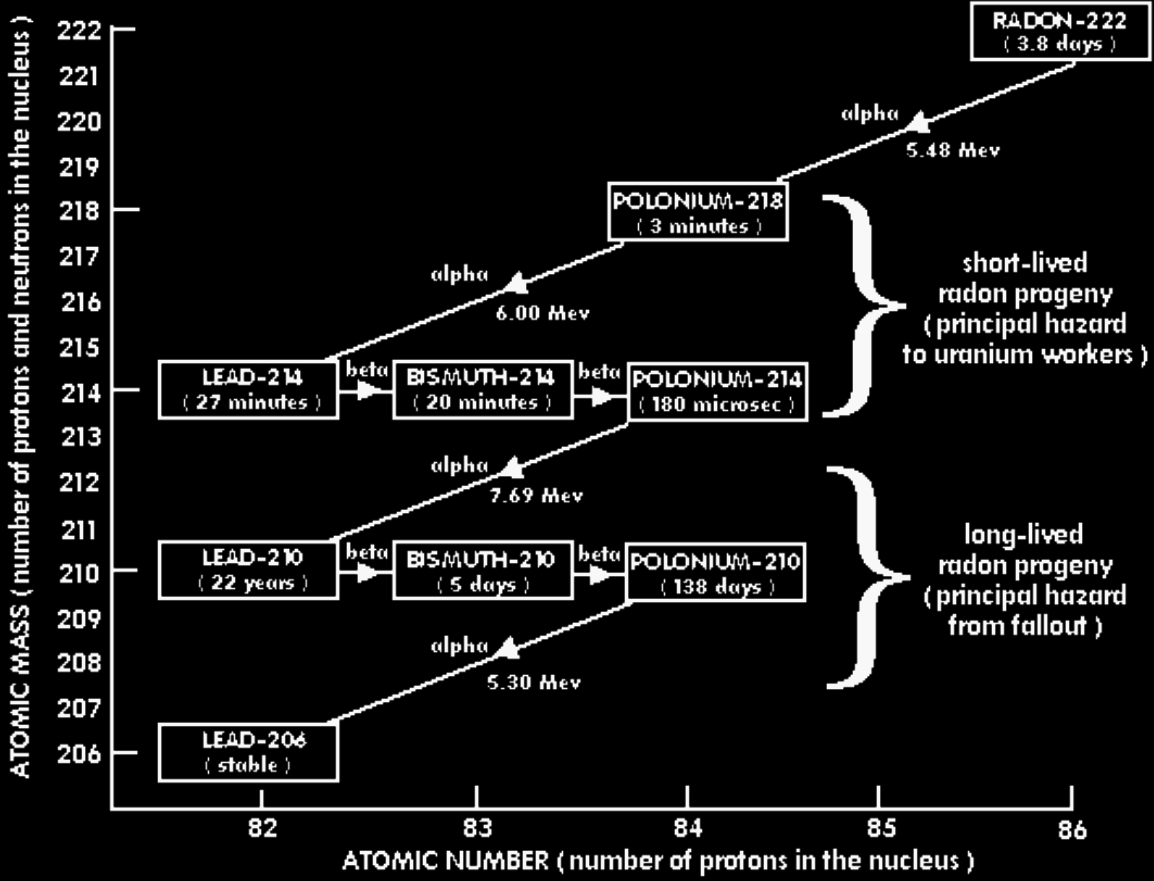 ATOMIC MASS ( number of protons and neutrons in the nucleus )
222
221
220
219
218
217
216
215
214
213
212
211
210
209
208
207
206
RADON-222
( 3.8 days )
alpha
5.48 Mev
POLONIUM-218
( 3 minutes )
alpha
6.00 Mev
short-lived
radon progeny
( principal hazard
to uranium workers )
LEAD-214
( 27 minutes )
beta
BISMUTH-214
( 20 minutes )
beta
POLONIUM-214
( 180 microsec )
alpha
7.69 Mev
LEAD-210
( 22 years )
beta
BISMUTH-210
( 5 days )
beta
POLONIUM-210
( 138 days )
long-lived
radon progeny
( principal hazard
from fallout )
alpha
5.30 Mev
LEAD-206
( stable )
82
83
84
85
86
ATOMIC NUMBER ( number of protons in the nucleus )